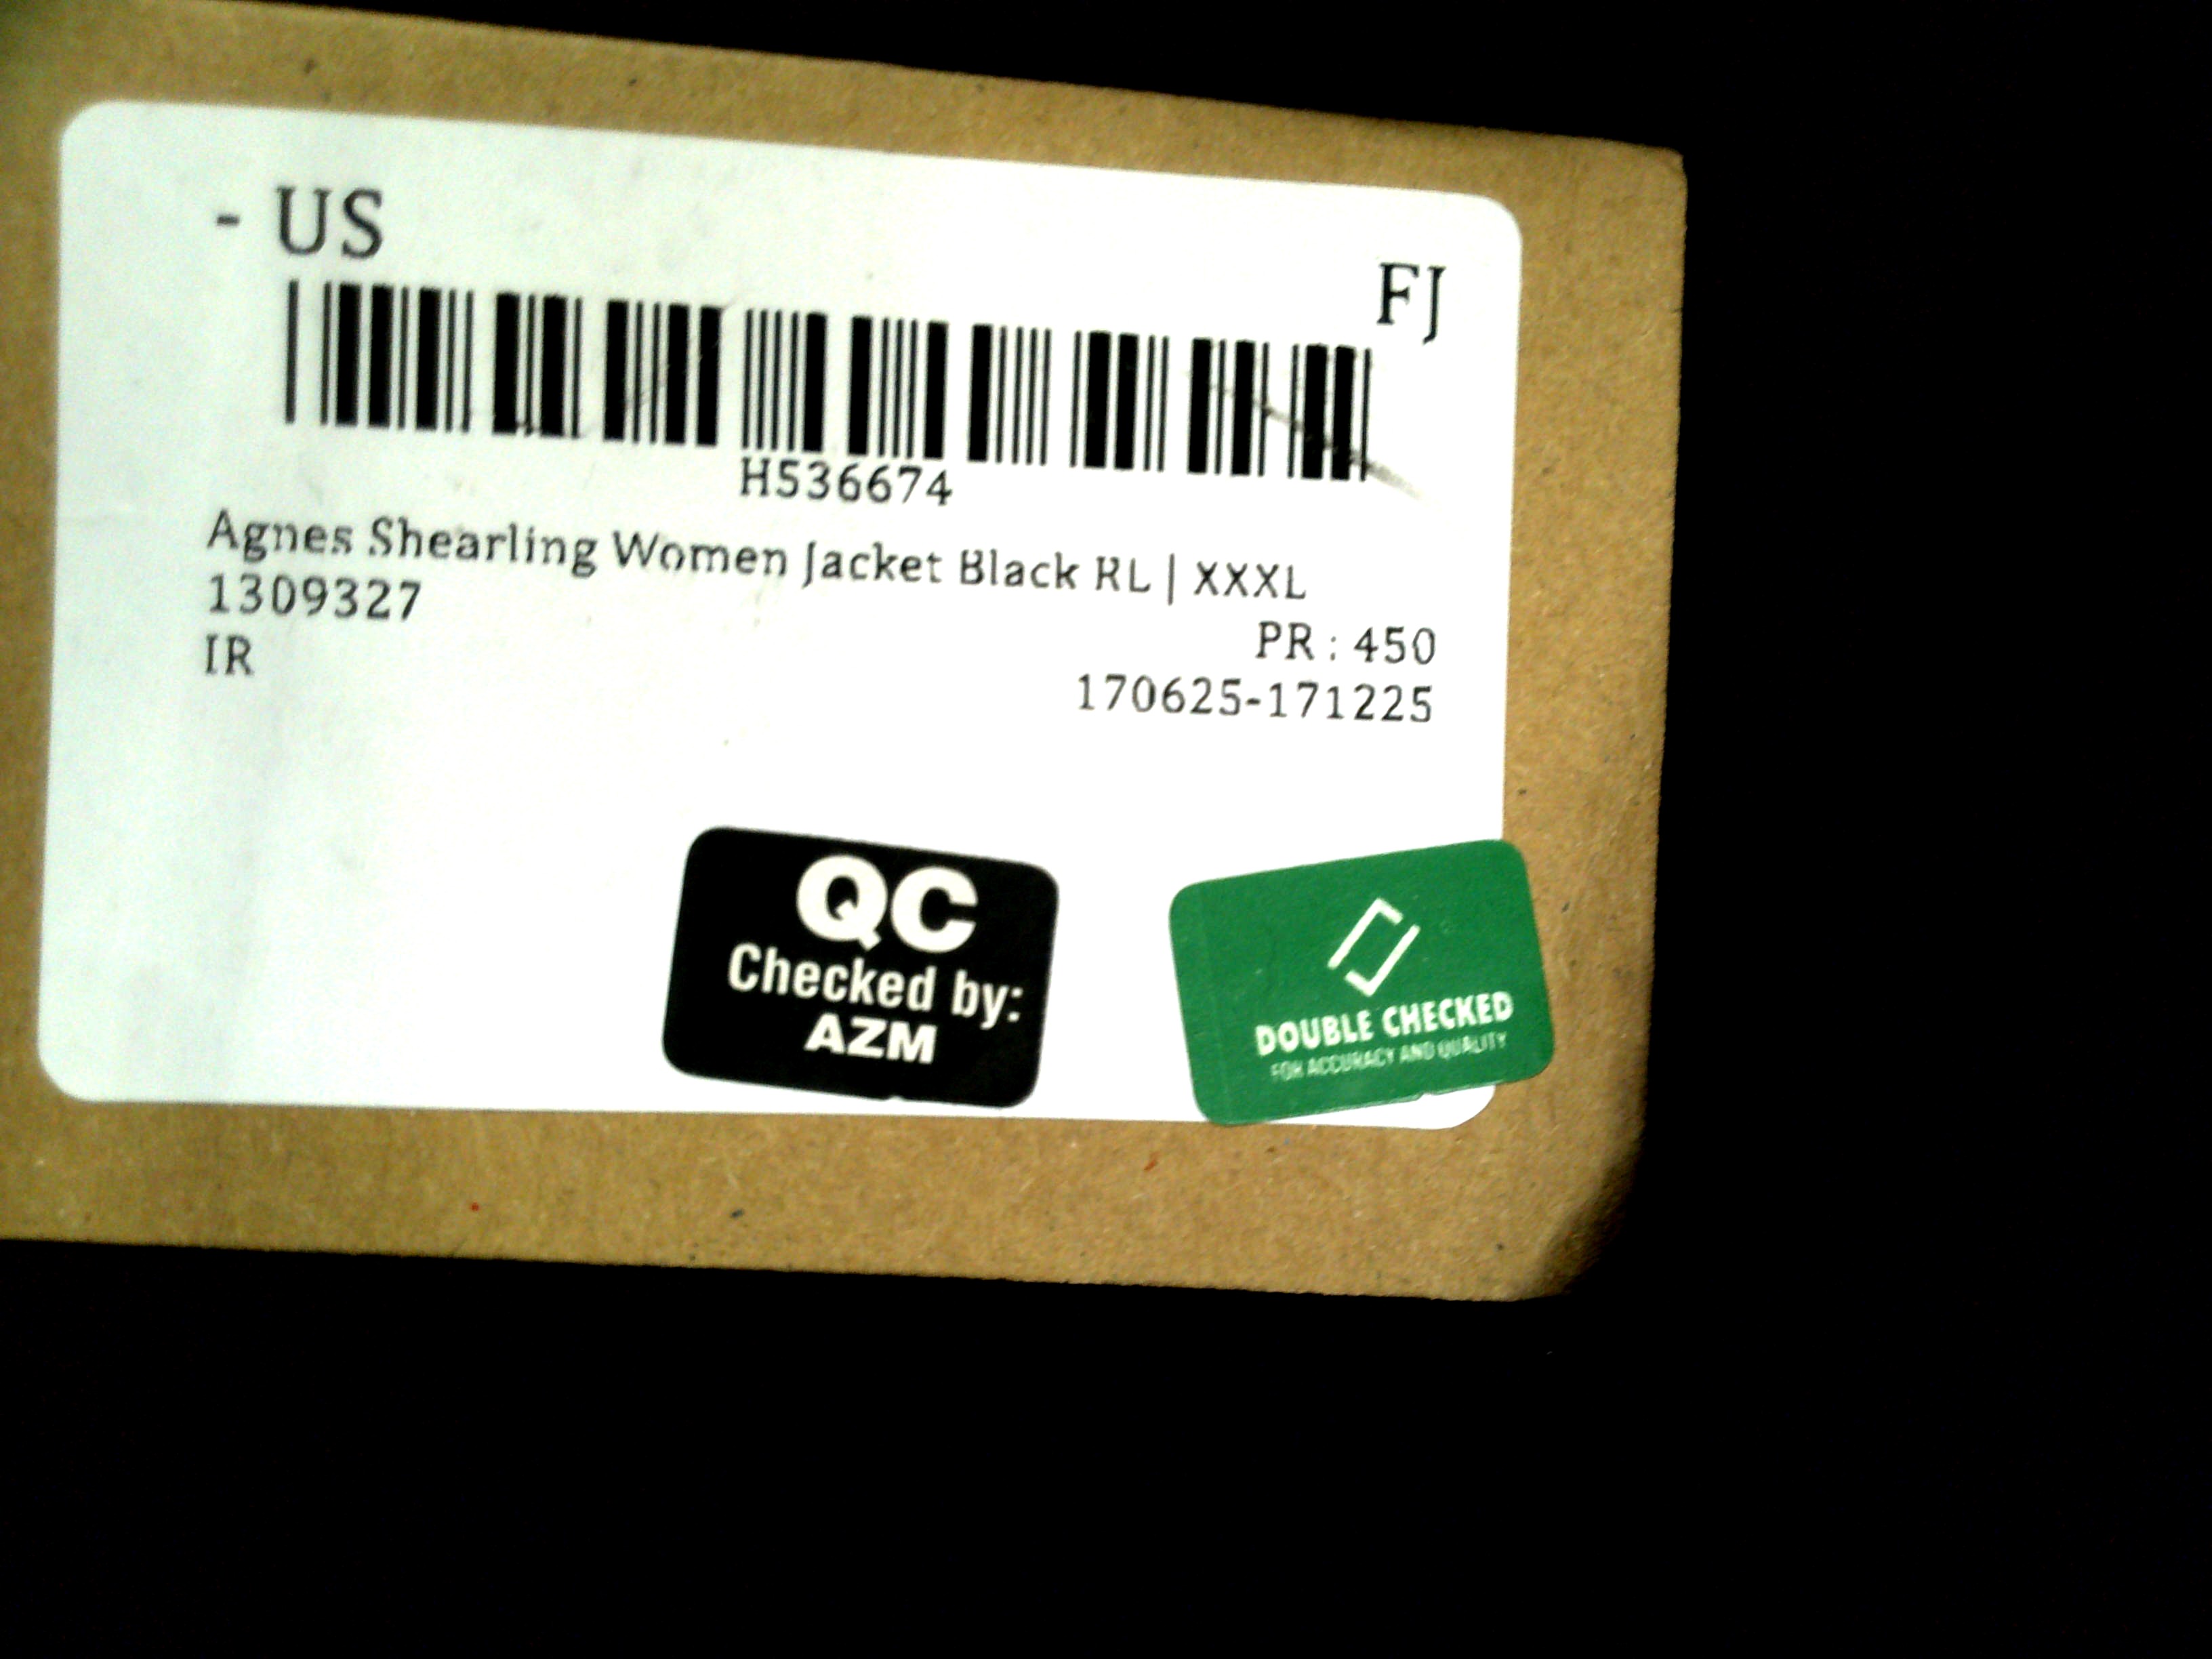 - US
FJ
H536674
Agnes Shearling Women Jacket Black RL | XXXL
1309327
PR : 450
IR
170625-171225
QC
Checked by:
AZM
DOUBLE CHECKED
FOR ACCURACY AND QUALITY